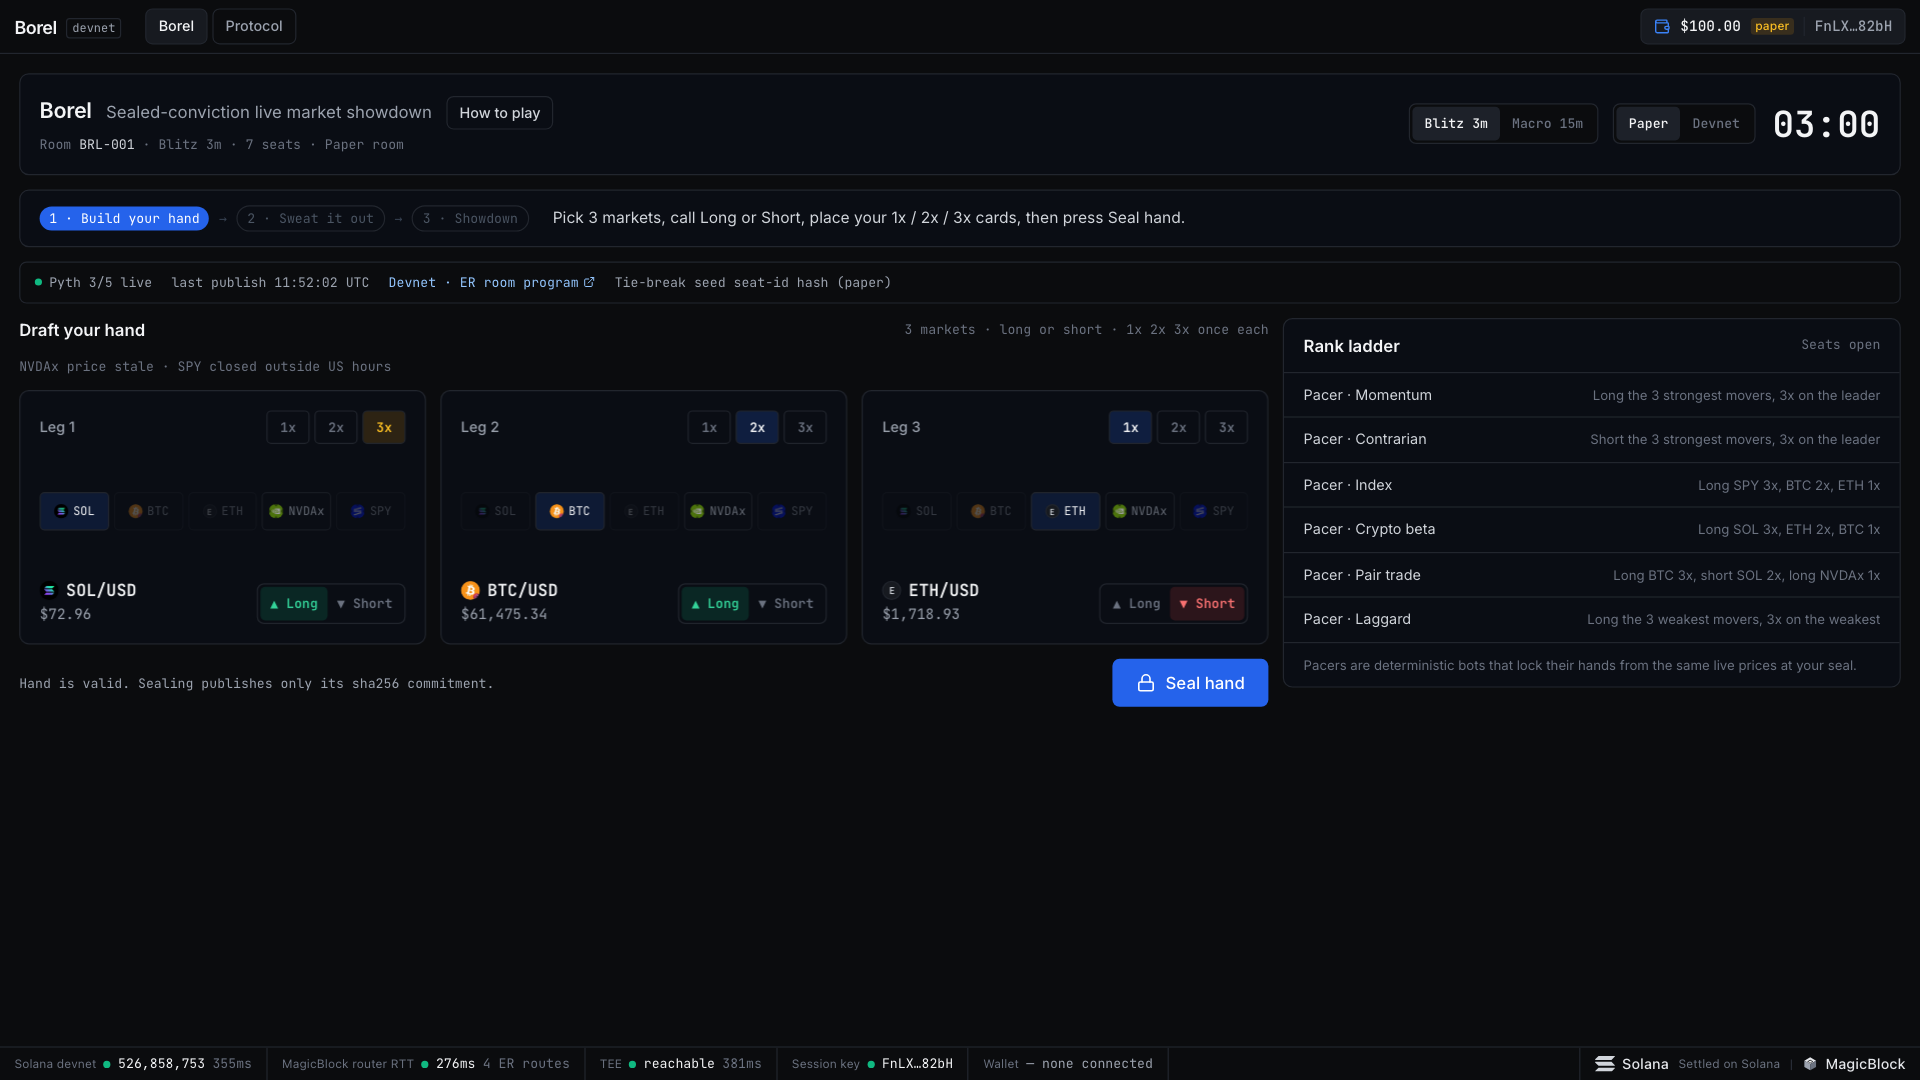 Borel devnet Borel Protocol $100.00 paper FnLX…82bH
Borel Sealed-conviction live market showdown How to play
Room BRL-001 · Blitz 3m · 7 seats · Paper room
Blitz 3m Macro 15m Paper Devnet 03:00
1 · Build your hand → 2 · Sweat it out → 3 · Showdown Pick 3 markets, call Long or Short, place your 1x / 2x / 3x cards, then press Seal hand.
Pyth 3/5 live last publish 11:52:02 UTC Devnet · ER room program Tie-break seed seat-id hash (paper)
Draft your hand 3 markets · long or short · 1x 2x 3x once each
NVDAx price stale · SPY closed outside US hours
Leg 1 1x 2x 3x
SOL BTC ETH NVDAx SPY
SOL/USD
$72.96
▲ Long ▼ Short
Leg 2 1x 2x 3x
SOL BTC ETH NVDAx SPY
BTC/USD
$61,475.34
▲ Long ▼ Short
Leg 3 1x 2x 3x
SOL BTC ETH NVDAx SPY
ETH/USD
$1,718.93
▲ Long ▼ Short
Hand is valid. Sealing publishes only its sha256 commitment.
Seal hand
Rank ladder Seats open
Pacer · Momentum Long the 3 strongest movers, 3x on the leader
Pacer · Contrarian Short the 3 strongest movers, 3x on the leader
Pacer · Index Long SPY 3x, BTC 2x, ETH 1x
Pacer · Crypto beta Long SOL 3x, ETH 2x, BTC 1x
Pacer · Pair trade Long BTC 3x, short SOL 2x, long NVDAx 1x
Pacer · Laggard Long the 3 weakest movers, 3x on the weakest
Pacers are deterministic bots that lock their hands from the same live prices at your seal.
Solana devnet 526,858,753 355ms MagicBlock router RTT 276ms 4 ER routes TEE reachable 381ms Session key FnLX…82bH Wallet — none connected Solana Settled on Solana | MagicBlock